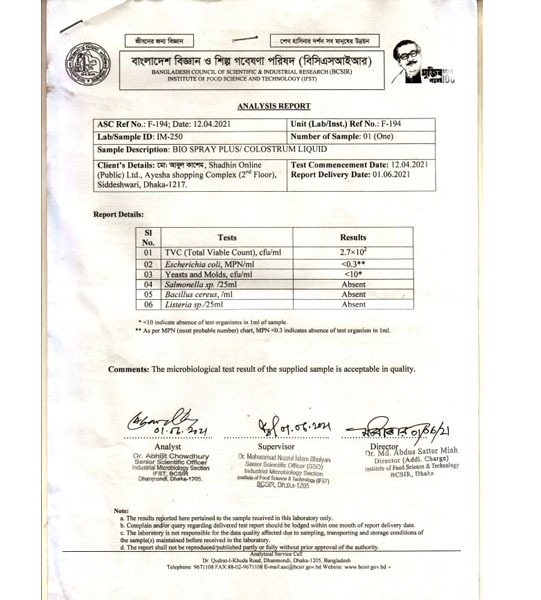 জীবনের জন্য বিজ্ঞান
শেখ হাসিনার দর্শন সব মানুষের উন্নয়ন
বাংলাদেশ বিজ্ঞান ও শিল্প গবেষণা পরিষদ (বিসিএসআইআর)
BANGLADESH COUNCIL OF SCIENTIFIC & INDUSTRIAL RESEARCH (BCSIR)
INSTITUTE OF FOOD SCIENCE AND TECHNOLOGY (IFST)
ANALYSIS REPORT
ASC Ref No.: F-194; Date: 12.04.2021 Unit (Lab/Inst.) Ref No.: F-194
Lab/Sample ID: IM-250 Number of Sample: 01 (One)
Sample Description: BIO SPRAY PLUS/ COLOSTRUM LIQUID
Client's Details: মোঃ আবুল কাশেম, Shadhin Online Test Commencement Date: 12.04.2021
(Public) Ltd., Ayesha shopping Complex (2nd Floor), Report Delivery Date: 01.06.2021
Siddeshwari, Dhaka-1217.
Report Details:
Sl No. Tests Results
01 TVC (Total Viable Count), cfu/ml 2.7×10²
02 Escherichia coli, MPN/ml <0.3**
03 Yeasts and Molds, cfu/ml <10*
04 Salmonella sp. /25ml Absent
05 Bacillus cereus, /ml Absent
06 Listeria sp./25ml Absent
* <10 indicate absence of test organisms in 1ml of sample.
** As per MPN (most probable number) chart, MPN <0.3 indicates absence of test organism in 1ml.
Comments: The microbiological test result of the supplied sample is acceptable in quality.
01.06.2021 01.06.2021 01/06/21
Analyst Supervisor Director
Dr. Abhijit Chowdhury Dr. Mohammad Nazrul Islam Bhuiyan Dr. Md. Abdus Satter Miah
Senior Scientific Officer Senior Scientific Officer (SSO) Director (Addl. Charge)
Industrial Microbiology Section Industrial Microbiology Section Institute of Food Science & Technology
IFST, BCSIR Institute of Food Science & Technology (IFST) BCSIR, Dhaka
Dhanmondi, Dhaka-1205. BCSIR, Dhaka-1205
Note:
a. The results reported here pertained to the sample received in this laboratory only.
b. Complain and/or query regarding delivered test report should be lodged within one month of report delivery date.
c. The laboratory is not responsible for the data quality affected due to sampling, transporting and storage conditions of
the sample(s) maintained before received in the laboratory.
d. The report shall not be reproduced/published partly or fully without prior approval of the authority.
Analytical Service Cell
Dr. Qudrat-I-Khuda Road, Dhanmondi, Dhaka-1205, Bangladesh
Telephone: 9671108 FAX 88-02-9671108 E-mail:asc@bcsir.gov.bd Website: www.bcsir.gov.bd